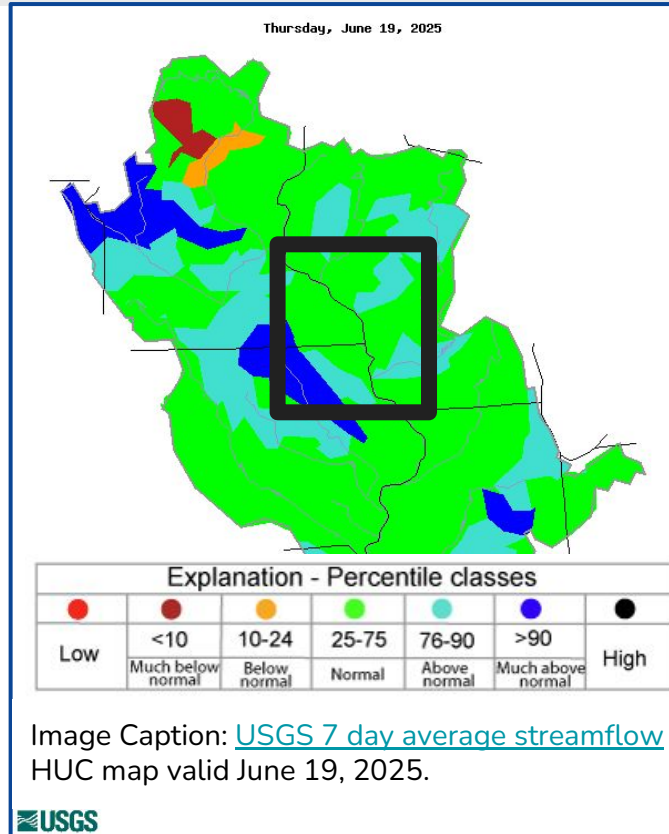 Thursday, June 19, 2025
Explanation - Percentile classes
Low
<10
10-24
25-75
76-90
>90
High
Much below normal
Below normal
Normal
Above normal
Much above normal
Image Caption: USGS 7 day average streamflow
HUC map valid June 19, 2025.
USGS